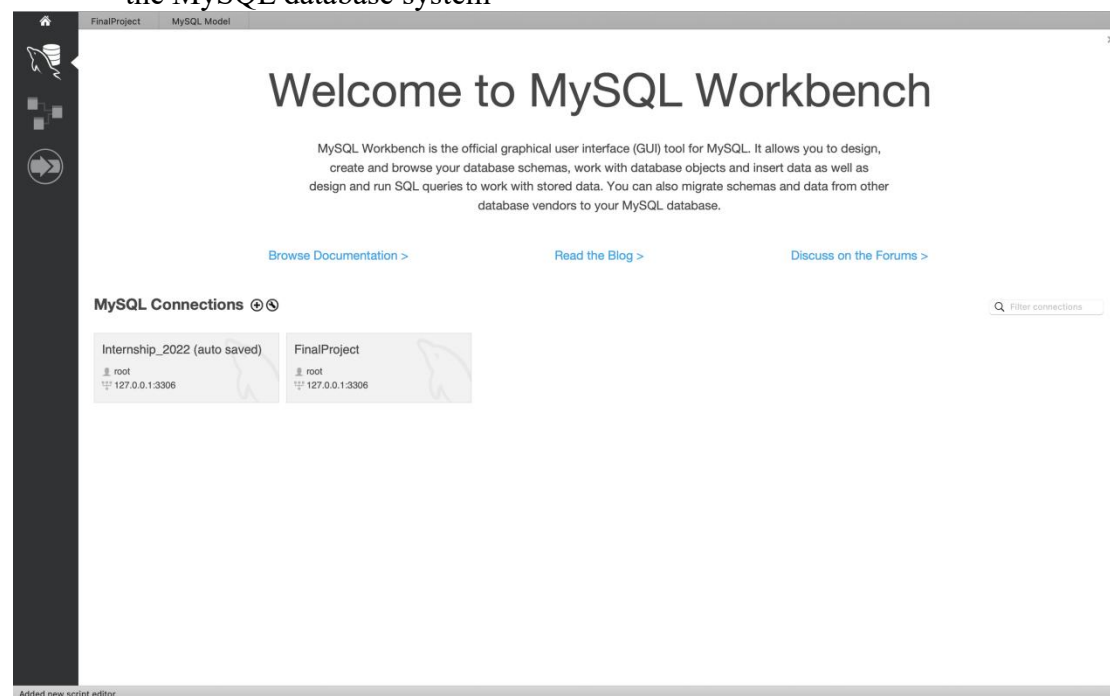 the MySQL database system
FinalProject MySQL Model
Welcome to MySQL Workbench
MySQL Workbench is the official graphical user interface (GUI) tool for MySQL. It allows you to design,
create and browse your database schemas, work with database objects and insert data as well as
design and run SQL queries to work with stored data. You can also migrate schemas and data from other
database vendors to your MySQL database.
Browse Documentation > Read the Blog > Discuss on the Forums >
MySQL Connections
Filter connections
Internship_2022 (auto saved) FinalProject
root root
127.0.0.1:3306 127.0.0.1:3306
Added new script editor